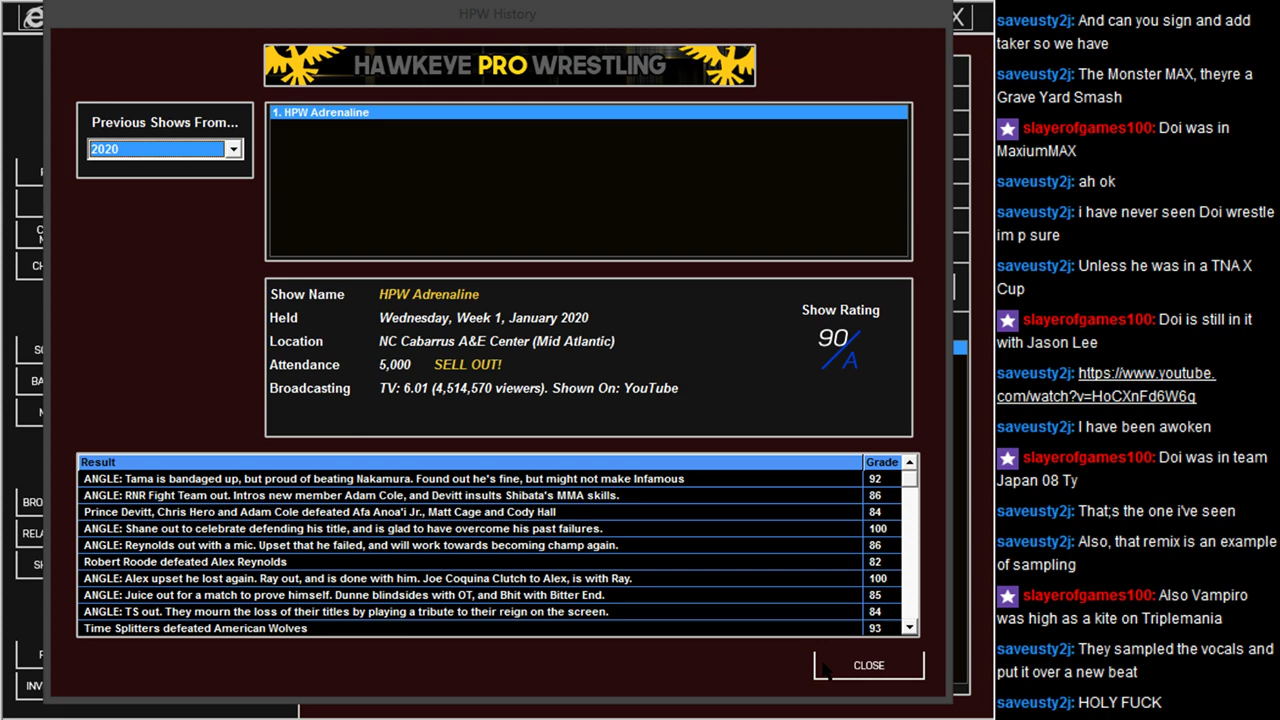 HPW History
X
HAWKEYE PRO WRESTLING
Previous Shows From...
2020
1. HPW Adrenaline
Show Name HPW Adrenaline
Held Wednesday, Week 1, January 2020
Location NC Cabarrus A&E Center (Mid Atlantic)
Attendance 5,000 SELL OUT!
Broadcasting TV: 6.01 (4,514,570 viewers). Shown On: YouTube
Show Rating
90/A
Result Grade
ANGLE: Tama is bandaged up, but proud of beating Nakamura. Found out he's fine, but might not make Infamous 92
ANGLE: RNR Fight Team out. Intros new member Adam Cole, and Devitt insults Shibata's MMA skills. 86
Prince Devitt, Chris Hero and Adam Cole defeated Afa Anoa'i Jr., Matt Cage and Cody Hall 84
ANGLE: Shane out to celebrate defending his title, and is glad to have overcome his past failures. 100
ANGLE: Reynolds out with a mic. Upset that he failed, and will work towards becoming champ again. 86
Robert Roode defeated Alex Reynolds 82
ANGLE: Alex upset he lost again. Ray out, and is done with him. Joe Coquina Clutch to Alex, is with Ray. 100
ANGLE: Juice out for a match to prove himself. Dunne blindsides with OT, and Bhit with Bitter End. 85
ANGLE: TS out. They mourn the loss of their titles by playing a tribute to their reign on the screen. 84
Time Splitters defeated American Wolves 93
CLOSE
BRO
RELA
INV
saveusty2j: And can you sign and add
taker so we have
saveusty2j: The Monster MAX, theyre a
Grave Yard Smash
slayerofgames100: Doi was in
MaxiumMAX
saveusty2j: ah ok
saveusty2j: i have never seen Doi wrestle
im p sure
saveusty2j: Unless he was in a TNA X
Cup
slayerofgames100: Doi is still in it
with Jason Lee
saveusty2j: https://www.youtube.
com/watch?v=HoCXnFd6W6g
saveusty2j: I have been awoken
slayerofgames100: Doi was in team
Japan 08 Ty
saveusty2j: That;s the one i've seen
saveusty2j: Also, that remix is an example
of sampling
slayerofgames100: Also Vampiro
was high as a kite on Triplemania
saveusty2j: They sampled the vocals and
put it over a new beat
saveusty2j: HOLY FUCK